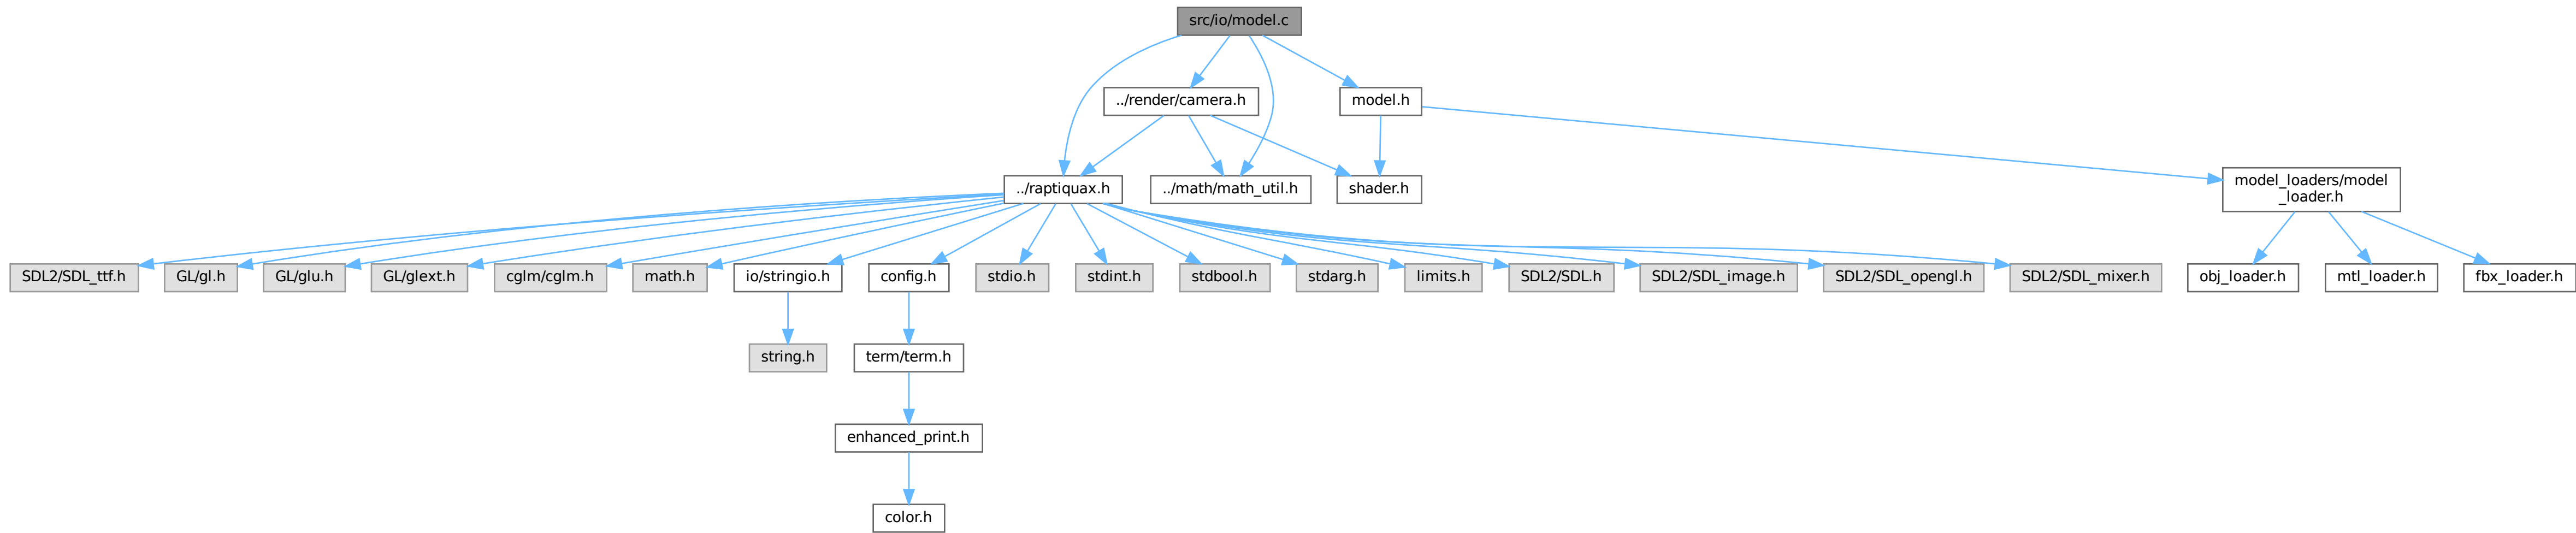 src/io/model.c
../render/camera.h
model.h
../raptiquax.h
../math/math_util.h
shader.h
model_loaders/model
_loader.h
SDL2/SDL_ttf.h
GL/gl.h
GL/glu.h
GL/glext.h
cglm/cglm.h
math.h
io/stringio.h
config.h
stdio.h
stdint.h
stdbool.h
stdarg.h
limits.h
SDL2/SDL.h
SDL2/SDL_image.h
SDL2/SDL_opengl.h
SDL2/SDL_mixer.h
obj_loader.h
mtl_loader.h
fbx_loader.h
string.h
term/term.h
enhanced_print.h
color.h